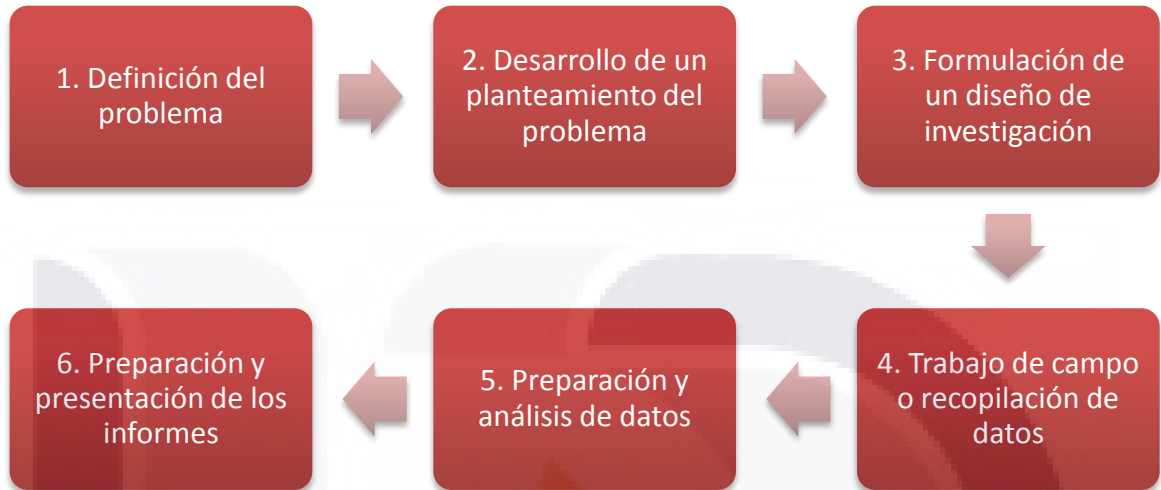 1. Definición del
problema
2. Desarrollo de un
planteamiento del
problema
3. Formulación de
un diseño de
investigación
4. Trabajo de campo
o recopilación de
datos
5. Preparación y
análisis de datos
6. Preparación y
presentación de los
informes